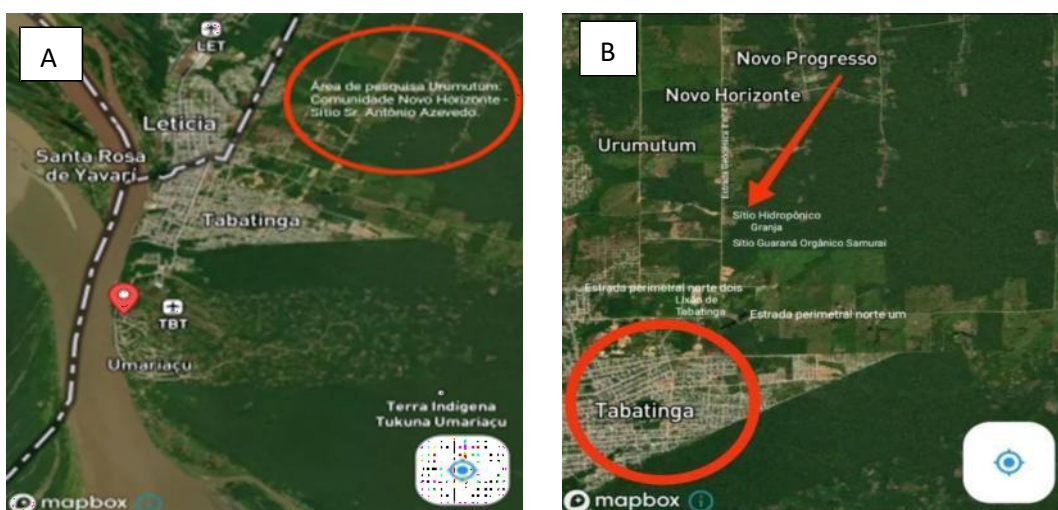 A
LET
Área de pesquisa Urumutum:
Comunidade Novo Horizonte -
Sítio Sr. Antônio Azevedo.
Leticia
Santa Rosa
de Yavarí
Tabatinga
TBT
Umariaçu
Terra Indígena
Tukuna Umariaçu
mapbox
B
Novo Progresso
Novo Horizonte
Urumutum
Sítio Hidropônico
Granja
Sítio Guaraná Orgânico Samurai
Estrada perimetral norte dois
Lixão de
Tabatinga
Estrada perimetral norte um
Tabatinga
mapbox